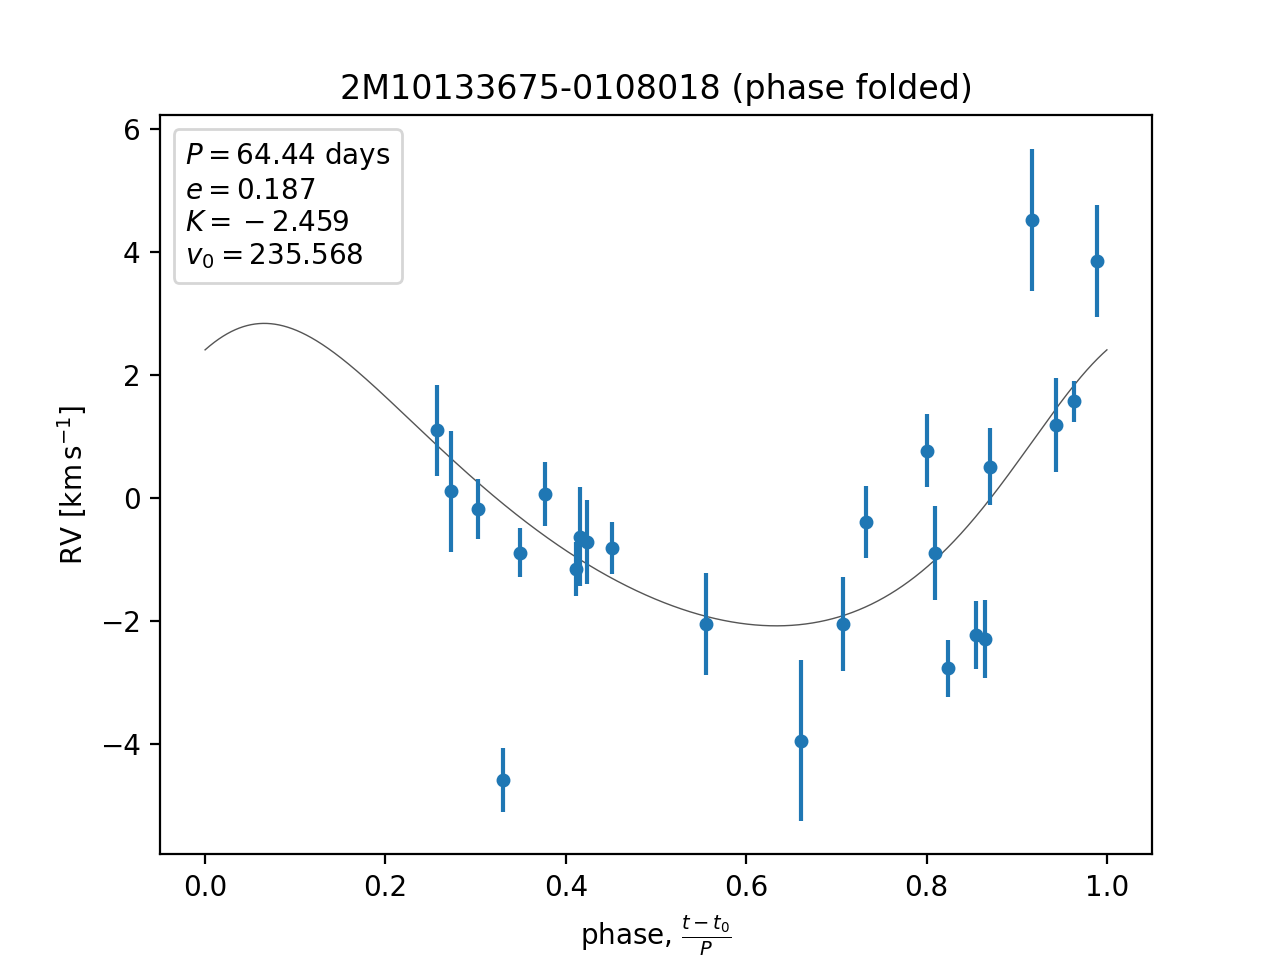 2M10133675-0108018 (phase folded)
P = 64.44 days
e = 0.187
K = −2.459
v₀ = 235.568
6
4
2
0
−2
−4
RV [km s⁻¹]
0.0 0.2 0.4 0.6 0.8 1.0
phase, (t − t₀)/P